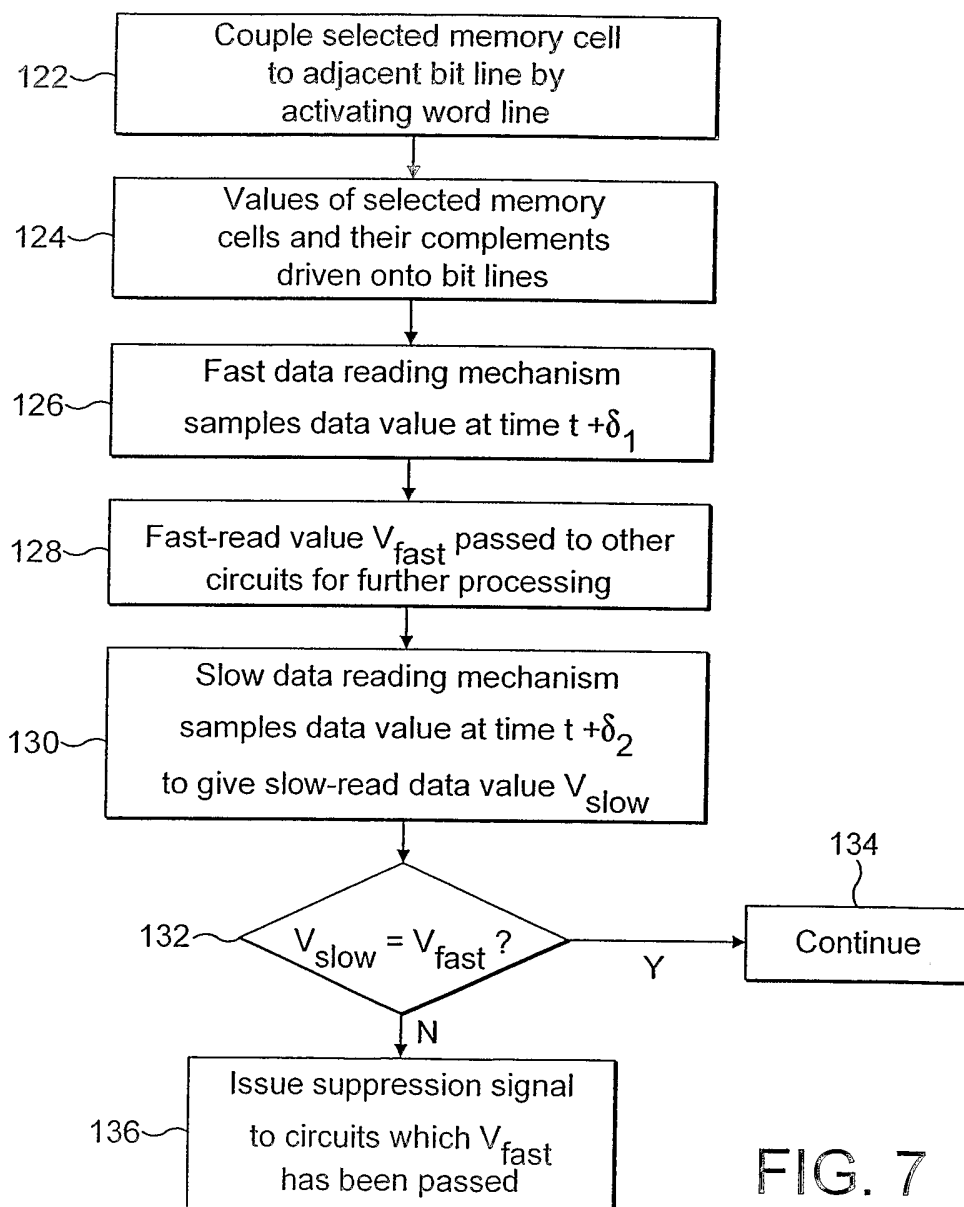 122
Couple selected memory cell
to adjacent bit line by
activating word line
124
Values of selected memory
cells and their complements
driven onto bit lines
126
Fast data reading mechanism
samples data value at time t +δ1
128
Fast-read value Vfast passed to other
circuits for further processing
130
Slow data reading mechanism
samples data value at time t +δ2
to give slow-read data value Vslow
132
Vslow = Vfast ?
Y
134
Continue
N
136
Issue suppression signal
to circuits which Vfast
has been passed
FIG. 7